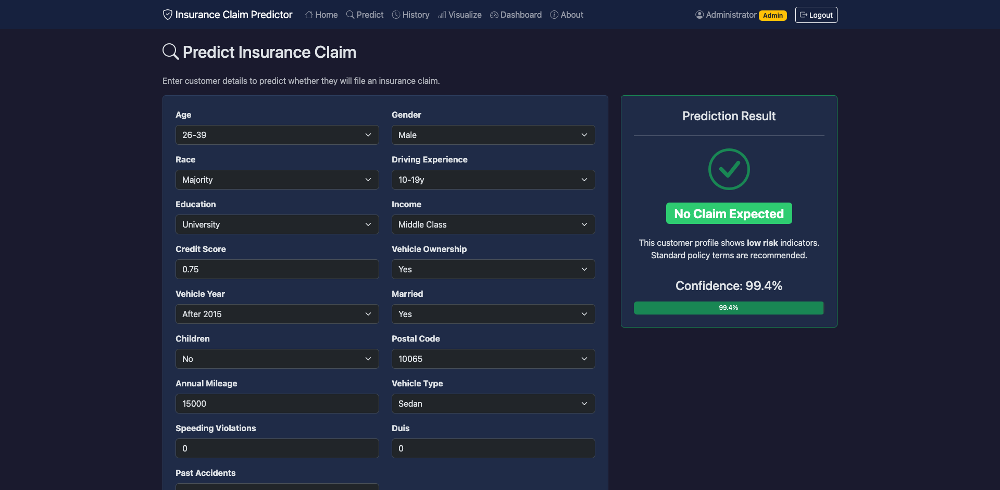 Insurance Claim Predictor Home Predict History Visualize Dashboard About Administrator Admin Logout
Predict Insurance Claim
Enter customer details to predict whether they will file an insurance claim.
Age Gender
26-39 Male
Race Driving Experience
Majority 10-19y
Education Income
University Middle Class
Credit Score Vehicle Ownership
0.75 Yes
Vehicle Year Married
After 2015 Yes
Children Postal Code
No 10065
Annual Mileage Vehicle Type
15000 Sedan
Speeding Violations Duis
0 0
Past Accidents
Prediction Result
No Claim Expected
This customer profile shows low risk indicators.
Standard policy terms are recommended.
Confidence: 99.4%
99.4%